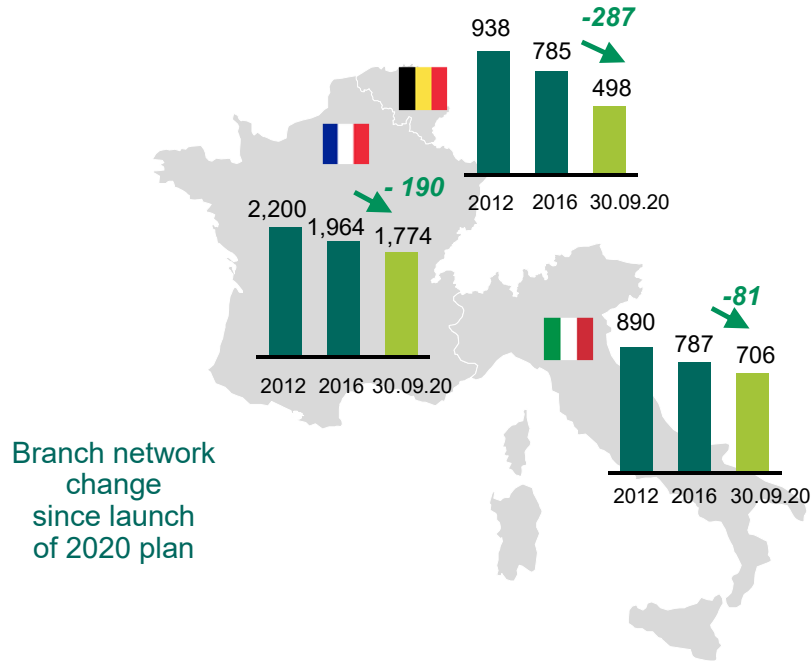 -287
938
785
498
2012 2016 30.09.20
- 190
2,200
1,964
1,774
2012 2016 30.09.20
-81
890
787
706
2012 2016 30.09.20
Branch network
change
since launch
of 2020 plan